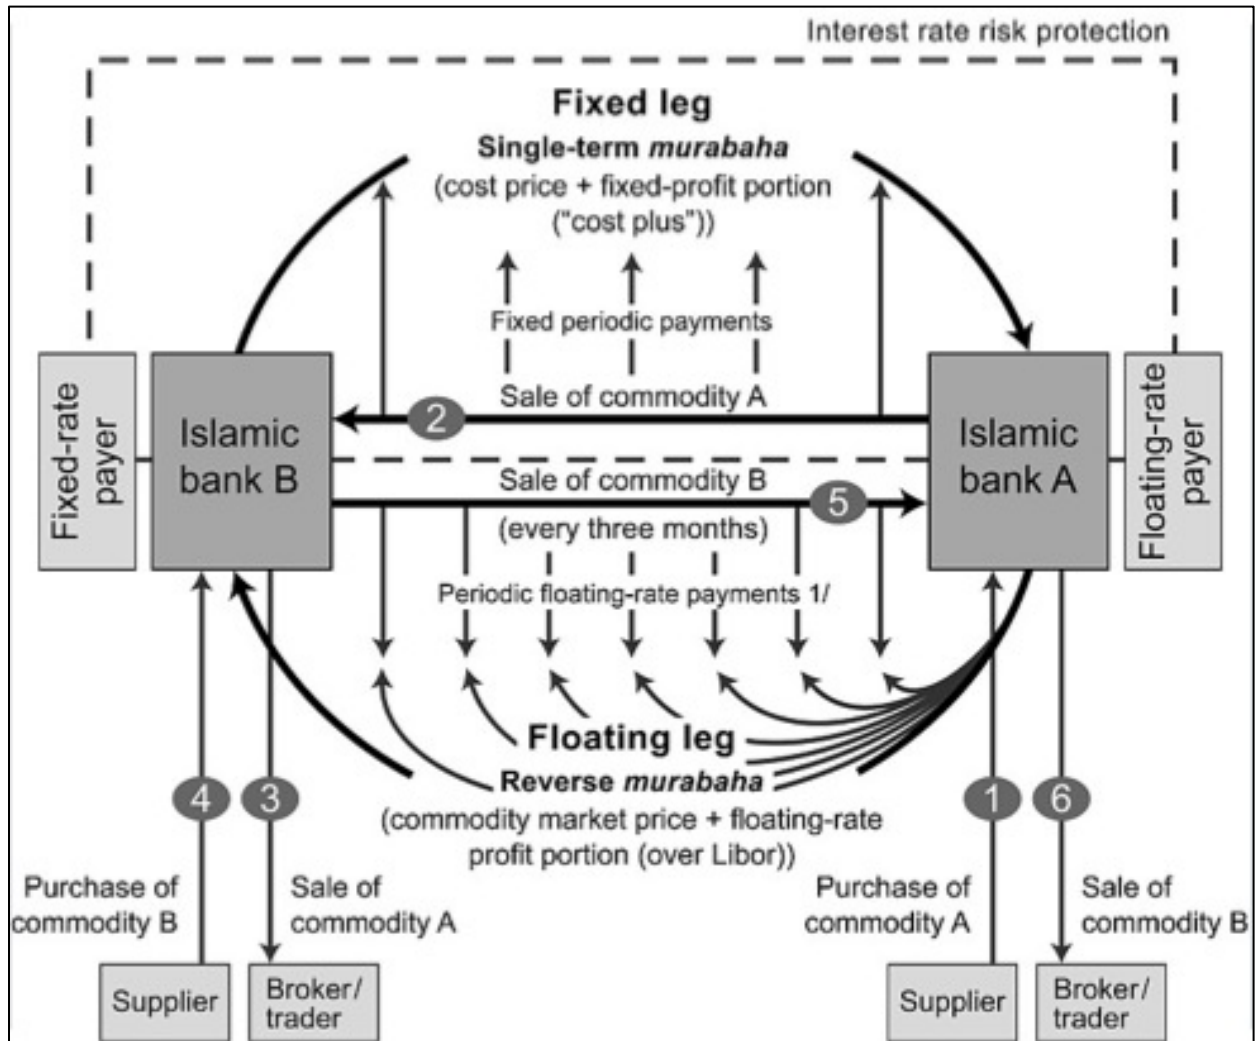 Interest rate risk protection
Fixed leg
Single-term murabaha
(cost price + fixed-profit portion
("cost plus"))
Fixed periodic payments
Sale of commodity A
2
Fixed-rate
payer
Islamic
bank B
Islamic
bank A
Floating-rate
payer
Sale of commodity B
5
(every three months)
Periodic floating-rate payments 1/
Floating leg
Reverse murabaha
(commodity market price + floating-rate
profit portion (over Libor))
4
3
1
6
Purchase of
commodity B
Sale of
commodity A
Purchase of
commodity A
Sale of
commodity B
Supplier
Broker/
trader
Supplier
Broker/
trader